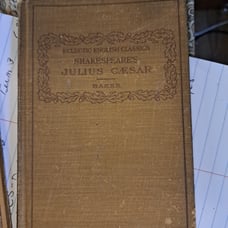 ECLECTIC ENGLISH CLASSICS
SHAKESPEARE'S
JULIUS CÆSAR
BAKER